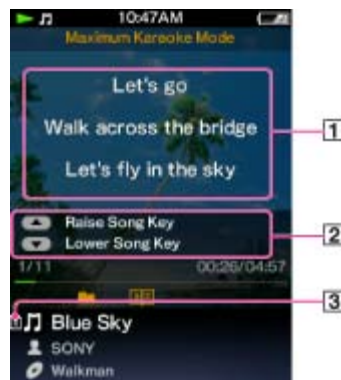 10:47AM
Maximum Karaoke Mode
Let's go
Walk across the bridge
Let's fly in the sky
Raise Song Key
Lower Song Key
1/11 00:26/04:57
Blue Sky
SONY
Walkman
1
2
3